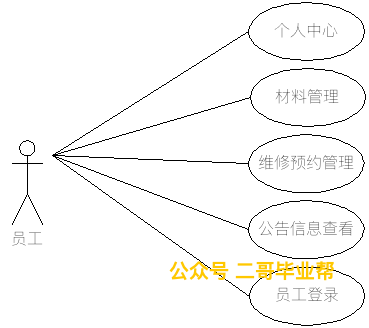 个人中心
材料管理
维修预约管理
员工
公告信息查看
公众号 二哥毕业帮
员工登录